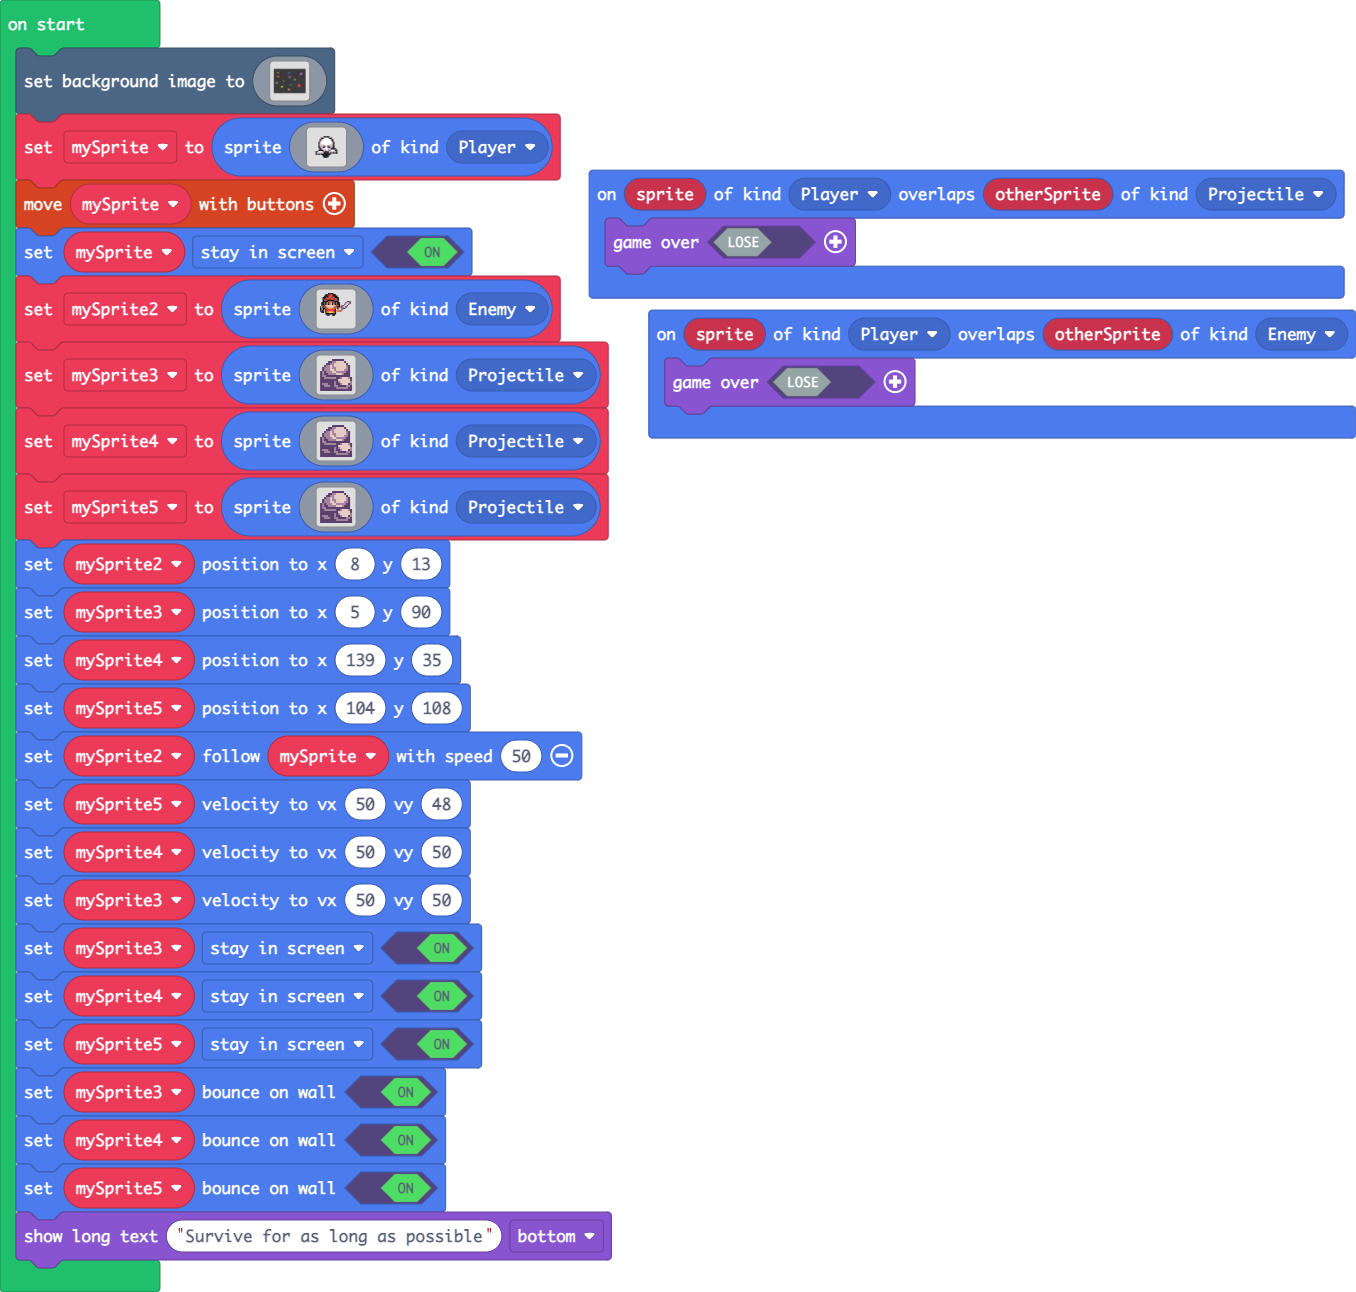 on start
set background image to
set mySprite to sprite of kind Player
move mySprite with buttons
set mySprite stay in screen ON
set mySprite2 to sprite of kind Enemy
set mySprite3 to sprite of kind Projectile
set mySprite4 to sprite of kind Projectile
set mySprite5 to sprite of kind Projectile
set mySprite2 position to x 8 y 13
set mySprite3 position to x 5 y 90
set mySprite4 position to x 139 y 35
set mySprite5 position to x 104 y 108
set mySprite2 follow mySprite with speed 50
set mySprite5 velocity to vx 50 vy 48
set mySprite4 velocity to vx 50 vy 50
set mySprite3 velocity to vx 50 vy 50
set mySprite3 stay in screen ON
set mySprite4 stay in screen ON
set mySprite5 stay in screen ON
set mySprite3 bounce on wall ON
set mySprite4 bounce on wall ON
set mySprite5 bounce on wall ON
show long text "Survive for as long as possible" bottom
on sprite of kind Player overlaps otherSprite of kind Projectile
game over LOSE
on sprite of kind Player overlaps otherSprite of kind Enemy
game over LOSE